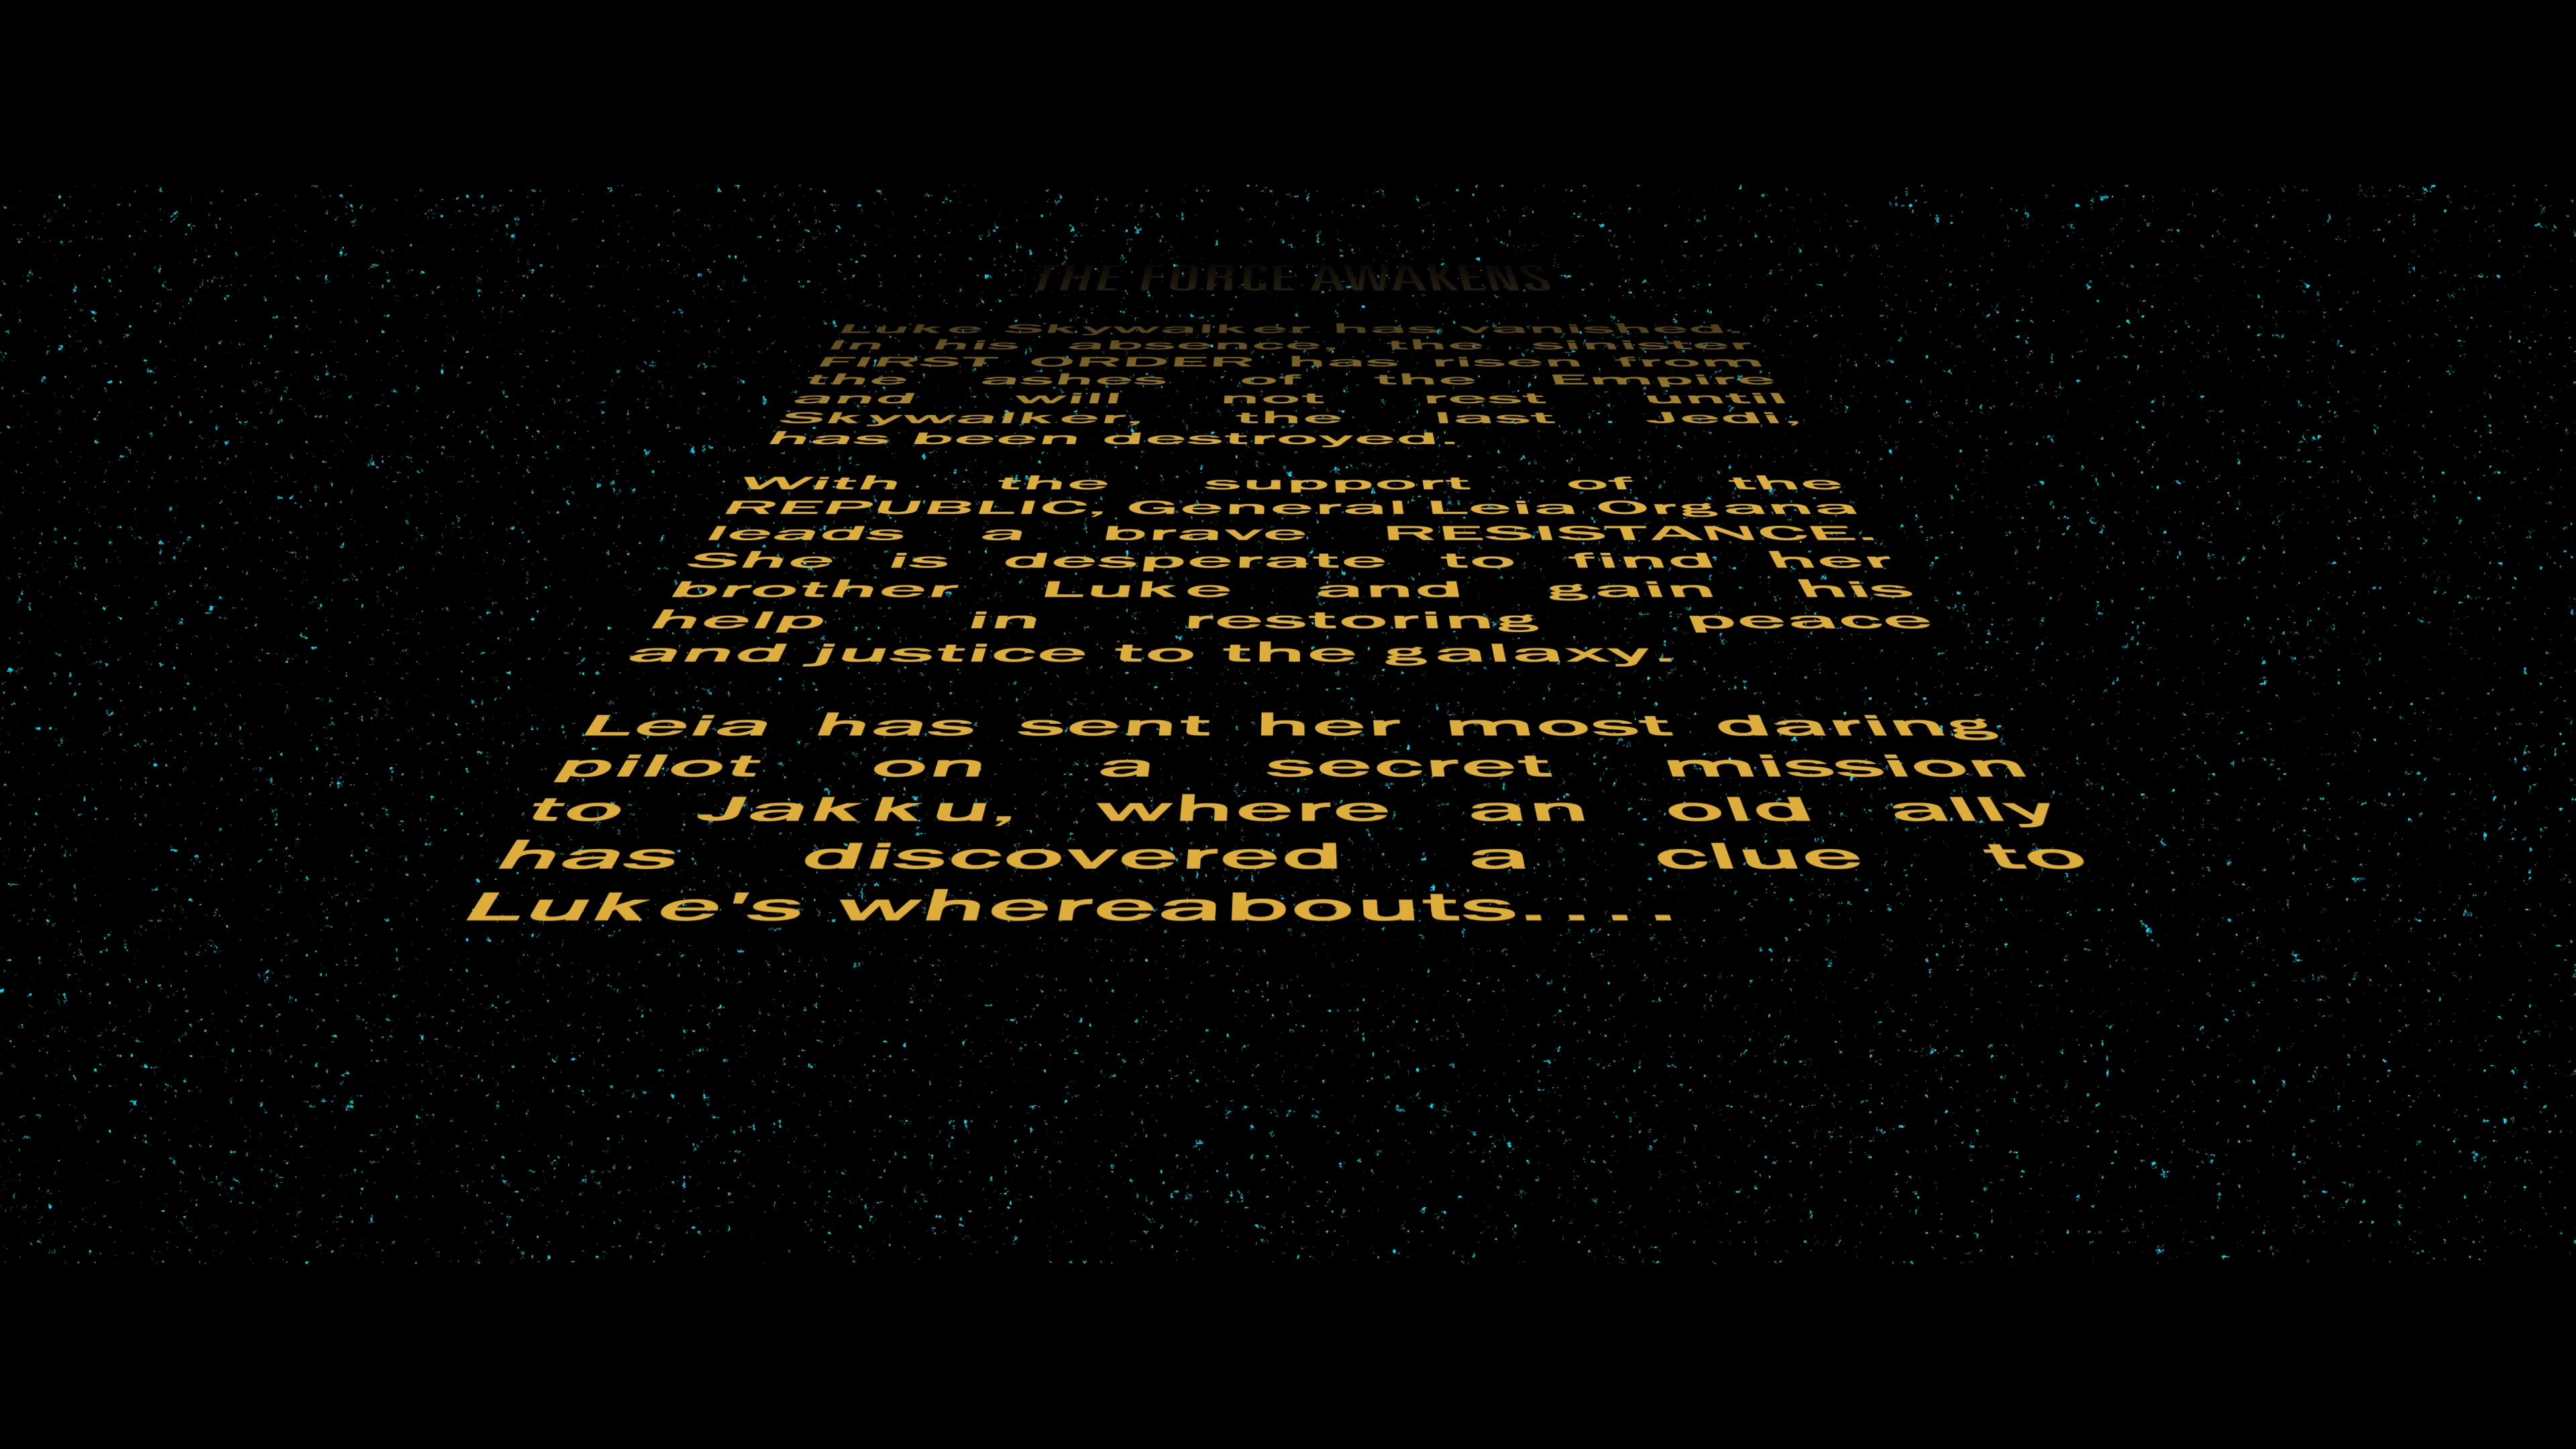 THE FORCE AWAKENS
Luke Skywalker has vanished.
In his absence, the sinister
FIRST ORDER has risen from
the ashes of the Empire
and will not rest until
Skywalker, the last Jedi,
has been destroyed.
With the support of the
REPUBLIC, General Leia Organa
leads a brave RESISTANCE.
She is desperate to find her
brother Luke and gain his
help in restoring peace
and justice to the galaxy.
Leia has sent her most daring
pilot on a secret mission
to Jakku, where an old ally
has discovered a clue to
Luke's whereabouts....